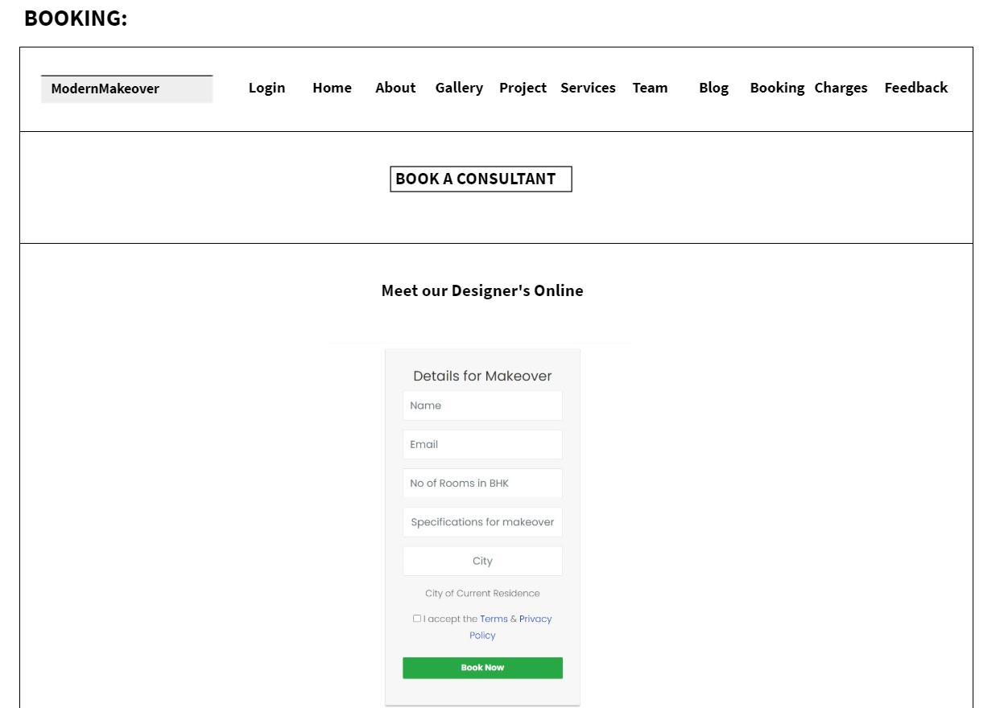 BOOKING:
ModernMakeover Login Home About Gallery Project Services Team Blog Booking Charges Feedback
BOOK A CONSULTANT
Meet our Designer's Online
Details for Makeover
Name
Email
No of Rooms in BHK
Specifications for makeover
City
City of Current Residence
I accept the Terms & Privacy
Policy
Book Now